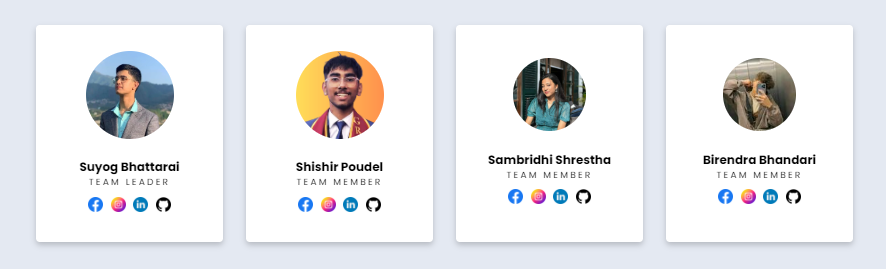 Suyog Bhattarai
TEAM LEADER
Shishir Poudel
TEAM MEMBER
Sambridhi Shrestha
TEAM MEMBER
Birendra Bhandari
TEAM MEMBER